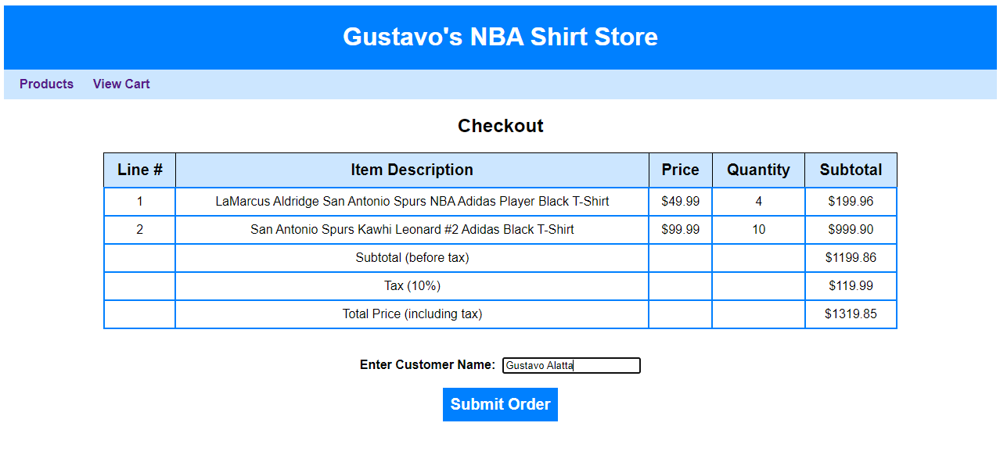 Gustavo's NBA Shirt Store
Products View Cart
Checkout
Line # Item Description Price Quantity Subtotal
1 LaMarcus Aldridge San Antonio Spurs NBA Adidas Player Black T-Shirt $49.99 4 $199.96
2 San Antonio Spurs Kawhi Leonard #2 Adidas Black T-Shirt $99.99 10 $999.90
Subtotal (before tax) $1199.86
Tax (10%) $119.99
Total Price (including tax) $1319.85
Enter Customer Name: Gustavo Alatta
Submit Order